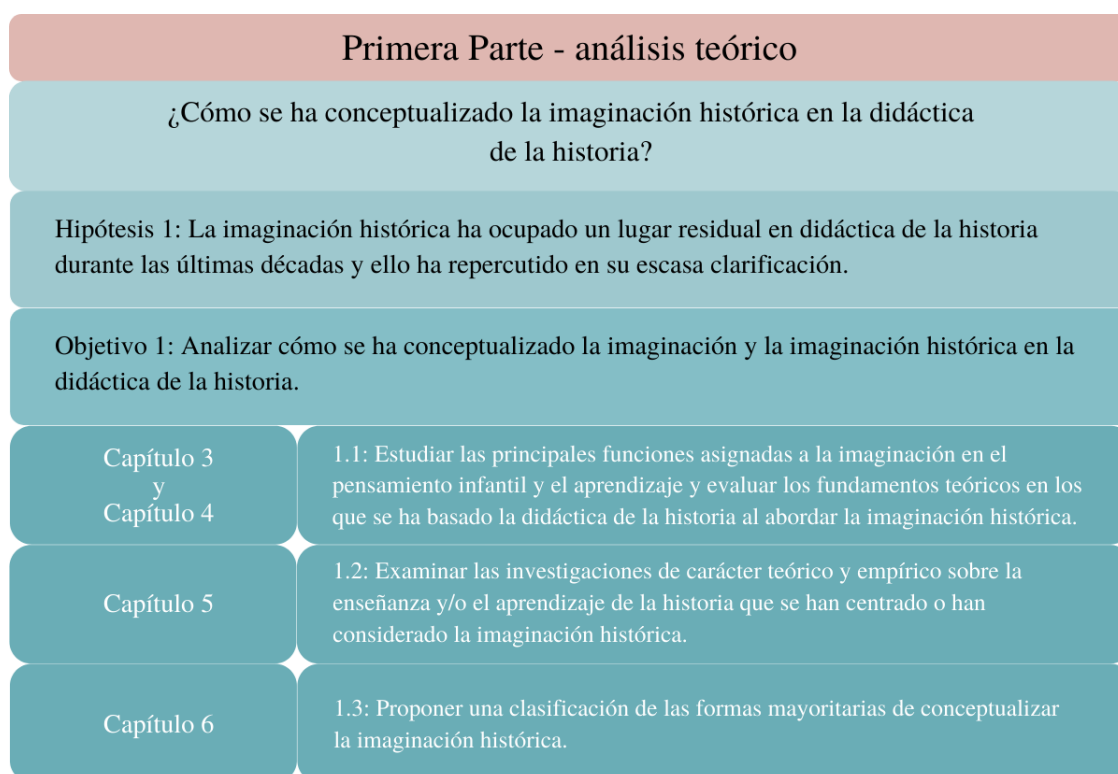 Primera Parte - análisis teórico
¿Cómo se ha conceptualizado la imaginación histórica en la didáctica
de la historia?
Hipótesis 1: La imaginación histórica ha ocupado un lugar residual en didáctica de la historia
durante las últimas décadas y ello ha repercutido en su escasa clarificación.
Objetivo 1: Analizar cómo se ha conceptualizado la imaginación y la imaginación histórica en la
didáctica de la historia.
Capítulo 3
y
Capítulo 4
1.1: Estudiar las principales funciones asignadas a la imaginación en el
pensamiento infantil y el aprendizaje y evaluar los fundamentos teóricos en los
que se ha basado la didáctica de la historia al abordar la imaginación histórica.
Capítulo 5
1.2: Examinar las investigaciones de carácter teórico y empírico sobre la
enseñanza y/o el aprendizaje de la historia que se han centrado o han
considerado la imaginación histórica.
Capítulo 6
1.3: Proponer una clasificación de las formas mayoritarias de conceptualizar
la imaginación histórica.